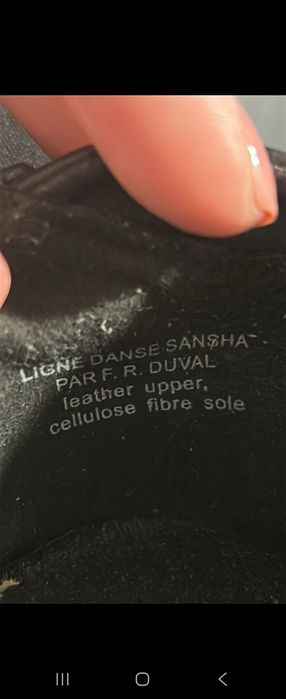 LIGNE DANSE SANSHA
PAR F. R. DUVAL
leather upper,
cellulose fibre sole